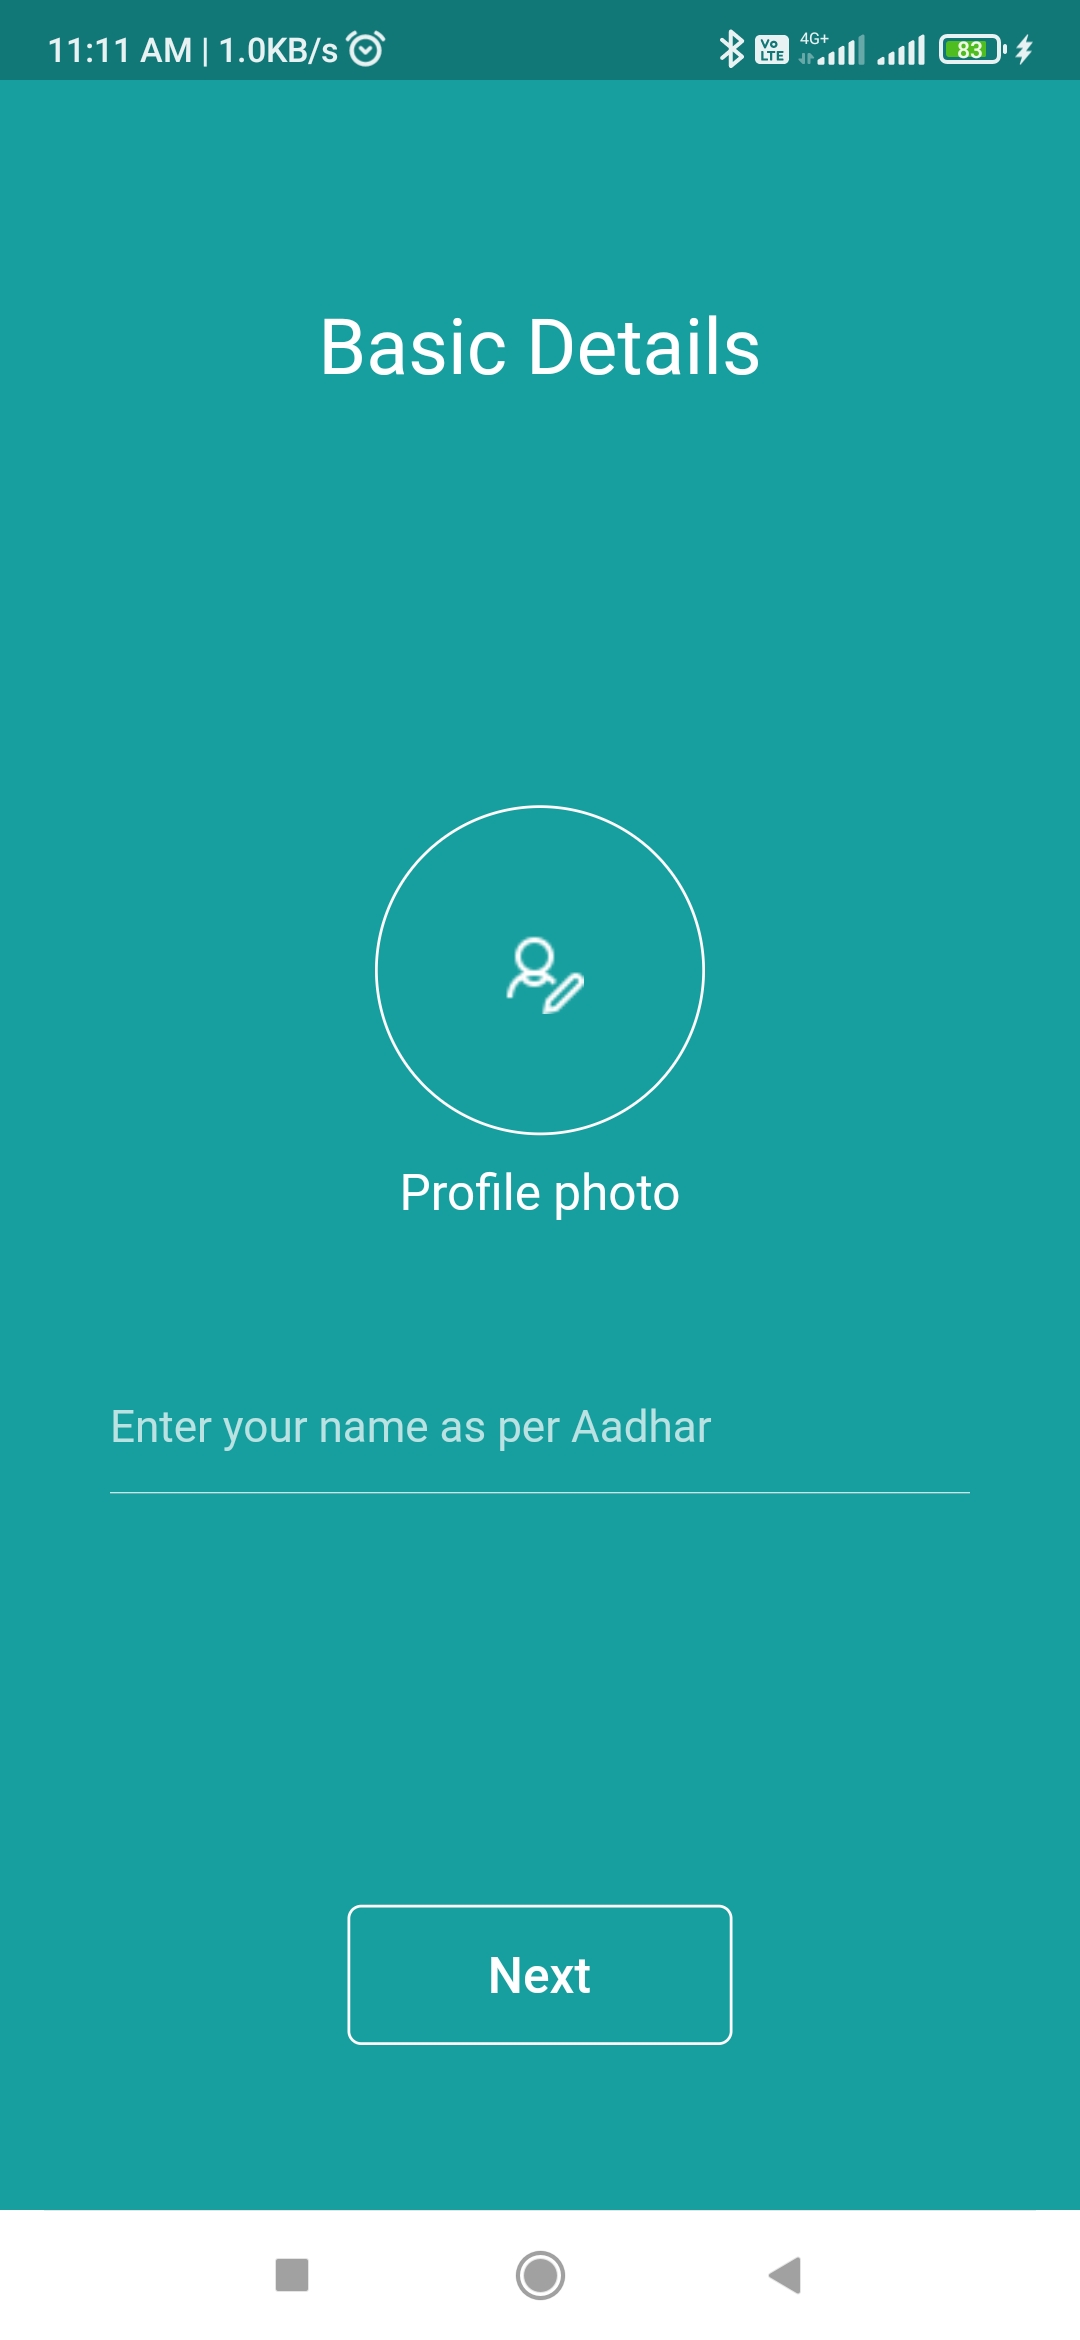 11:11 AM | 1.0KB/s
Vo LTE 4G+ 83
Basic Details
Profile photo
Enter your name as per Aadhar
Next